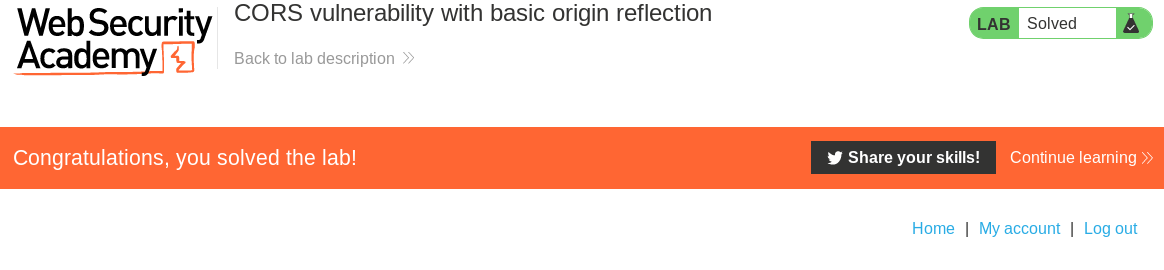 Web Security Academy
CORS vulnerability with basic origin reflection
Back to lab description
LAB Solved
Congratulations, you solved the lab!
Share your skills!
Continue learning
Home | My account | Log out